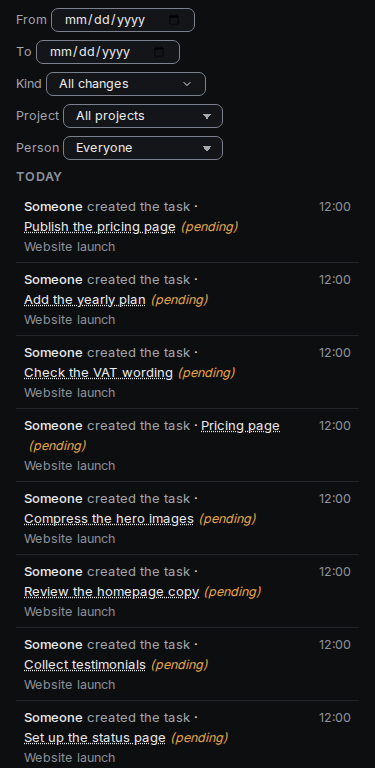 From mm/dd/yyyy
To mm/dd/yyyy
Kind All changes
Project All projects
Person Everyone
TODAY
Someone created the task · 12:00
Publish the pricing page (pending)
Website launch
Someone created the task · 12:00
Add the yearly plan (pending)
Website launch
Someone created the task · 12:00
Check the VAT wording (pending)
Website launch
Someone created the task · Pricing page 12:00
(pending)
Website launch
Someone created the task · 12:00
Compress the hero images (pending)
Website launch
Someone created the task · 12:00
Review the homepage copy (pending)
Website launch
Someone created the task · 12:00
Collect testimonials (pending)
Website launch
Someone created the task · 12:00
Set up the status page (pending)
Website launch